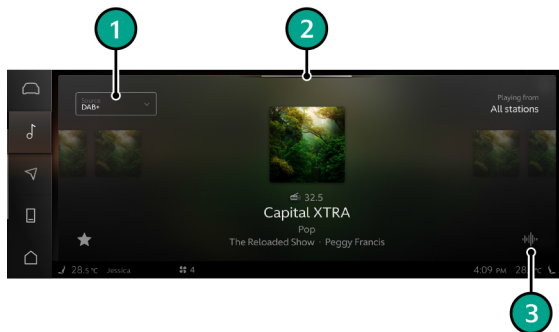 1
2
Source
DAB+
Playing from
All stations
32.5
Capital XTRA
Pop
The Reloaded Show · Peggy Francis
28.5 °C Jessica 4 4:09 PM 28. °C
3